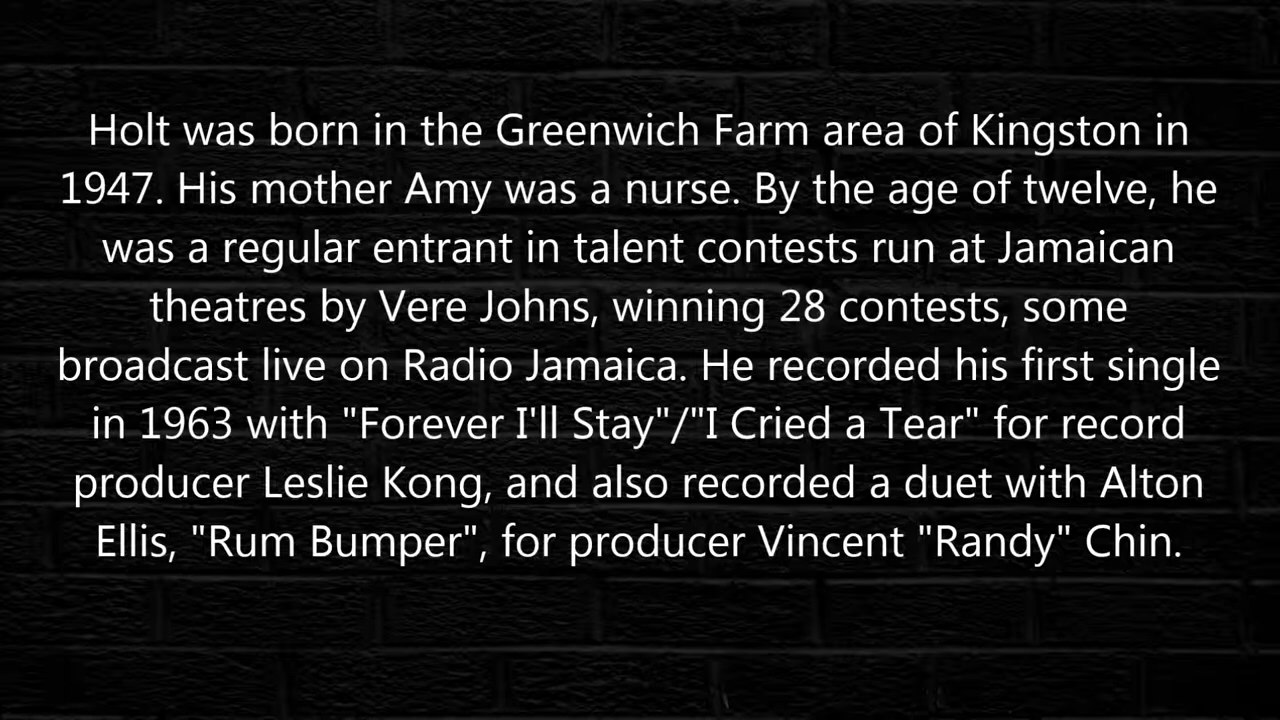 Holt was born in the Greenwich Farm area of Kingston in
1947. His mother Amy was a nurse. By the age of twelve, he
was a regular entrant in talent contests run at Jamaican
theatres by Vere Johns, winning 28 contests, some
broadcast live on Radio Jamaica. He recorded his first single
in 1963 with "Forever I'll Stay"/"I Cried a Tear" for record
producer Leslie Kong, and also recorded a duet with Alton
Ellis, "Rum Bumper", for producer Vincent "Randy" Chin.